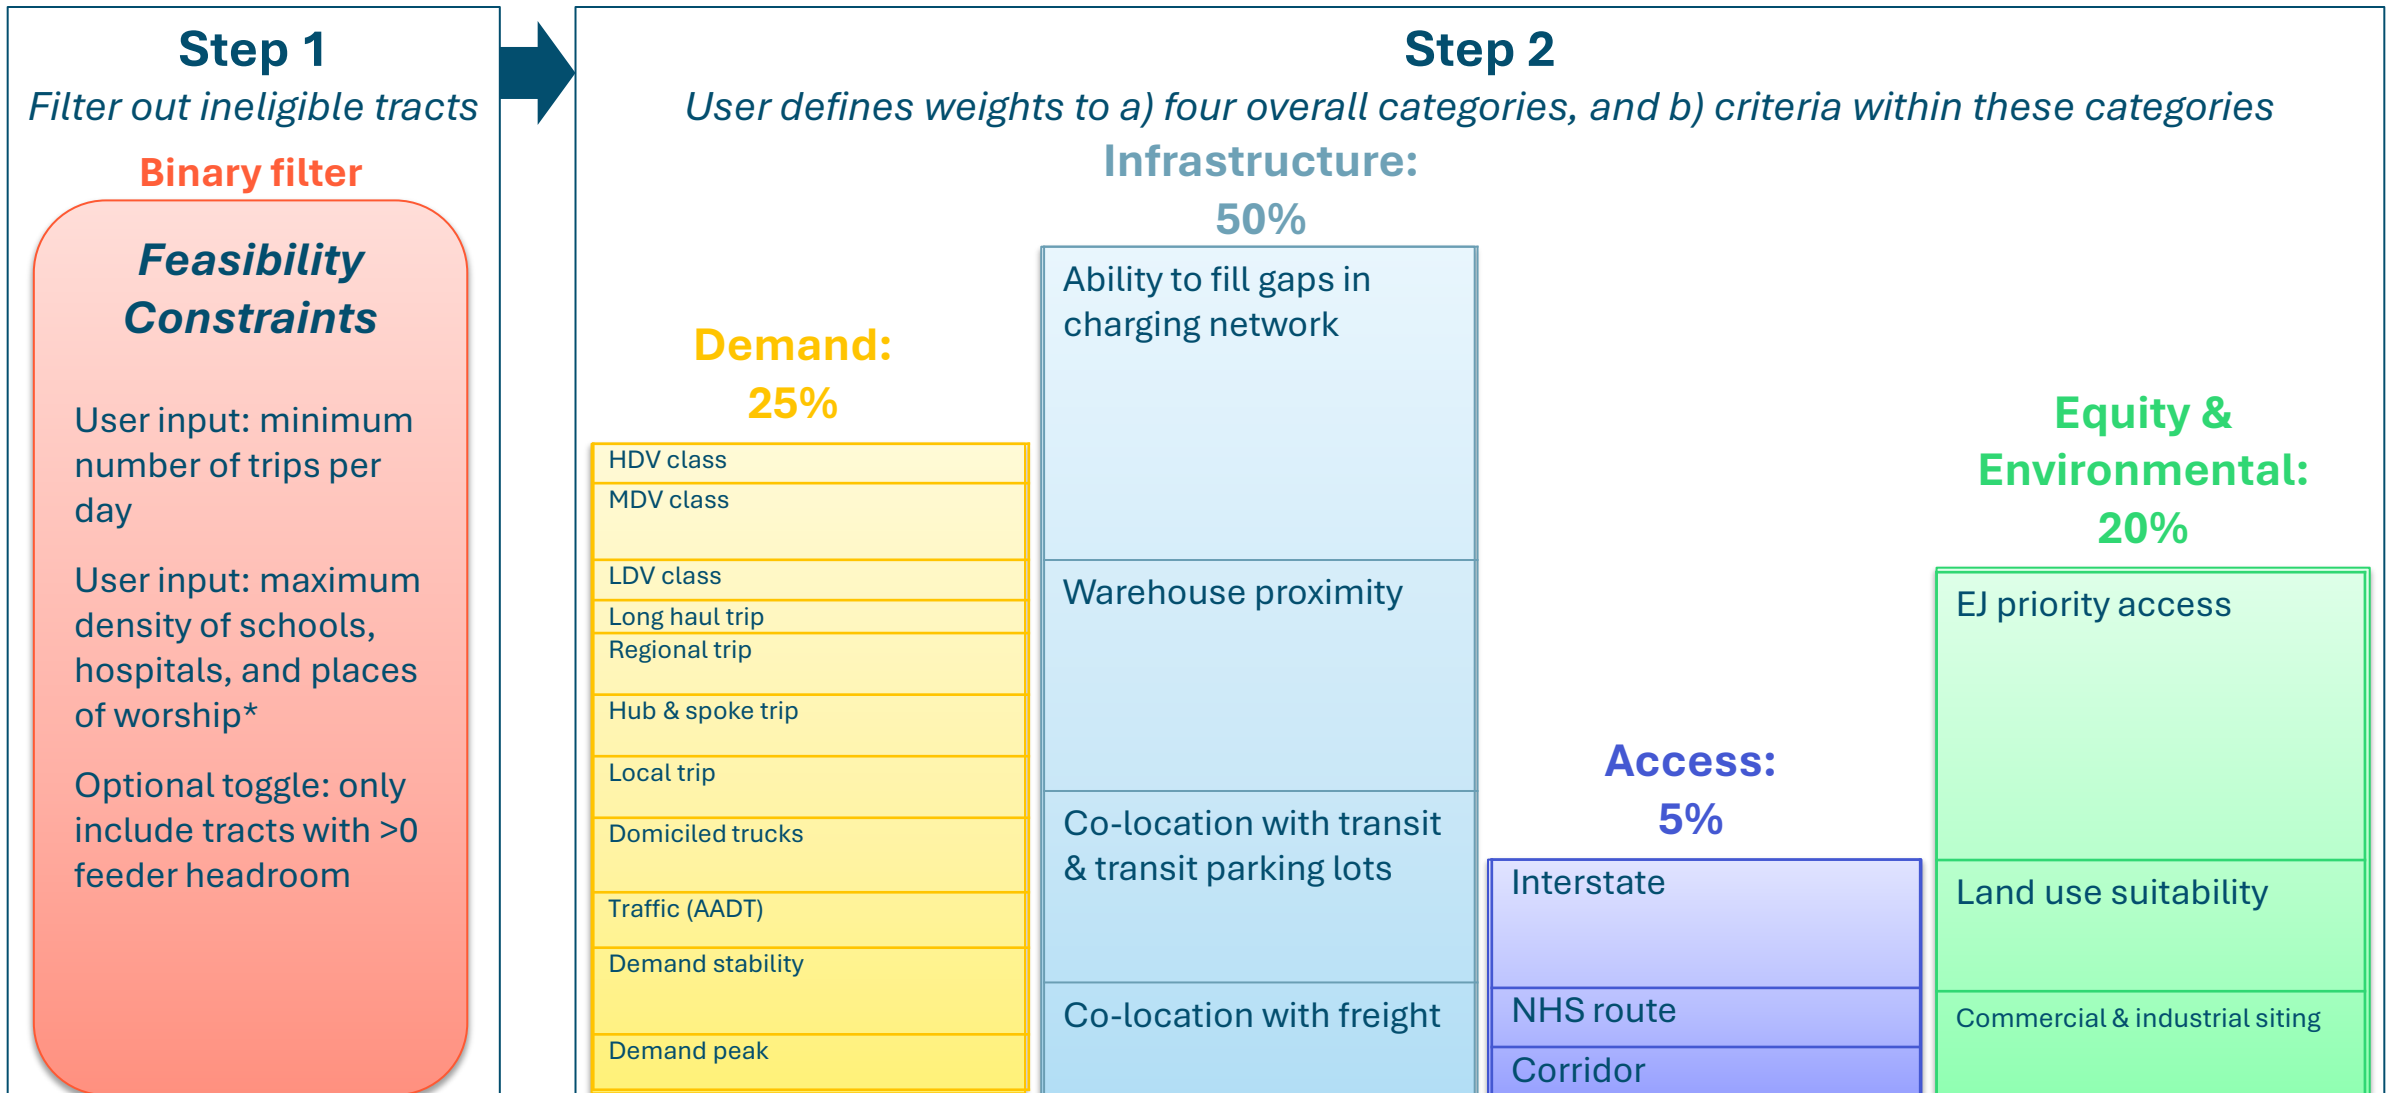 Step 1
Filter out ineligible tracts
Binary filter
Feasibility
Constraints
User input: minimum
number of trips per
day
User input: maximum
density of schools,
hospitals, and places
of worship*
Optional toggle: only
include tracts with >0
feeder headroom
Step 2
User defines weights to a) four overall categories, and b) criteria within these categories
Demand:
25%
HDV class
MDV class
LDV class
Long haul trip
Regional trip
Hub & spoke trip
Local trip
Domiciled trucks
Traffic (AADT)
Demand stability
Demand peak
Infrastructure:
50%
Ability to fill gaps in
charging network
Warehouse proximity
Co-location with transit
& transit parking lots
Co-location with freight
Access:
5%
Interstate
NHS route
Corridor
Equity &
Environmental:
20%
EJ priority access
Land use suitability
Commercial & industrial siting